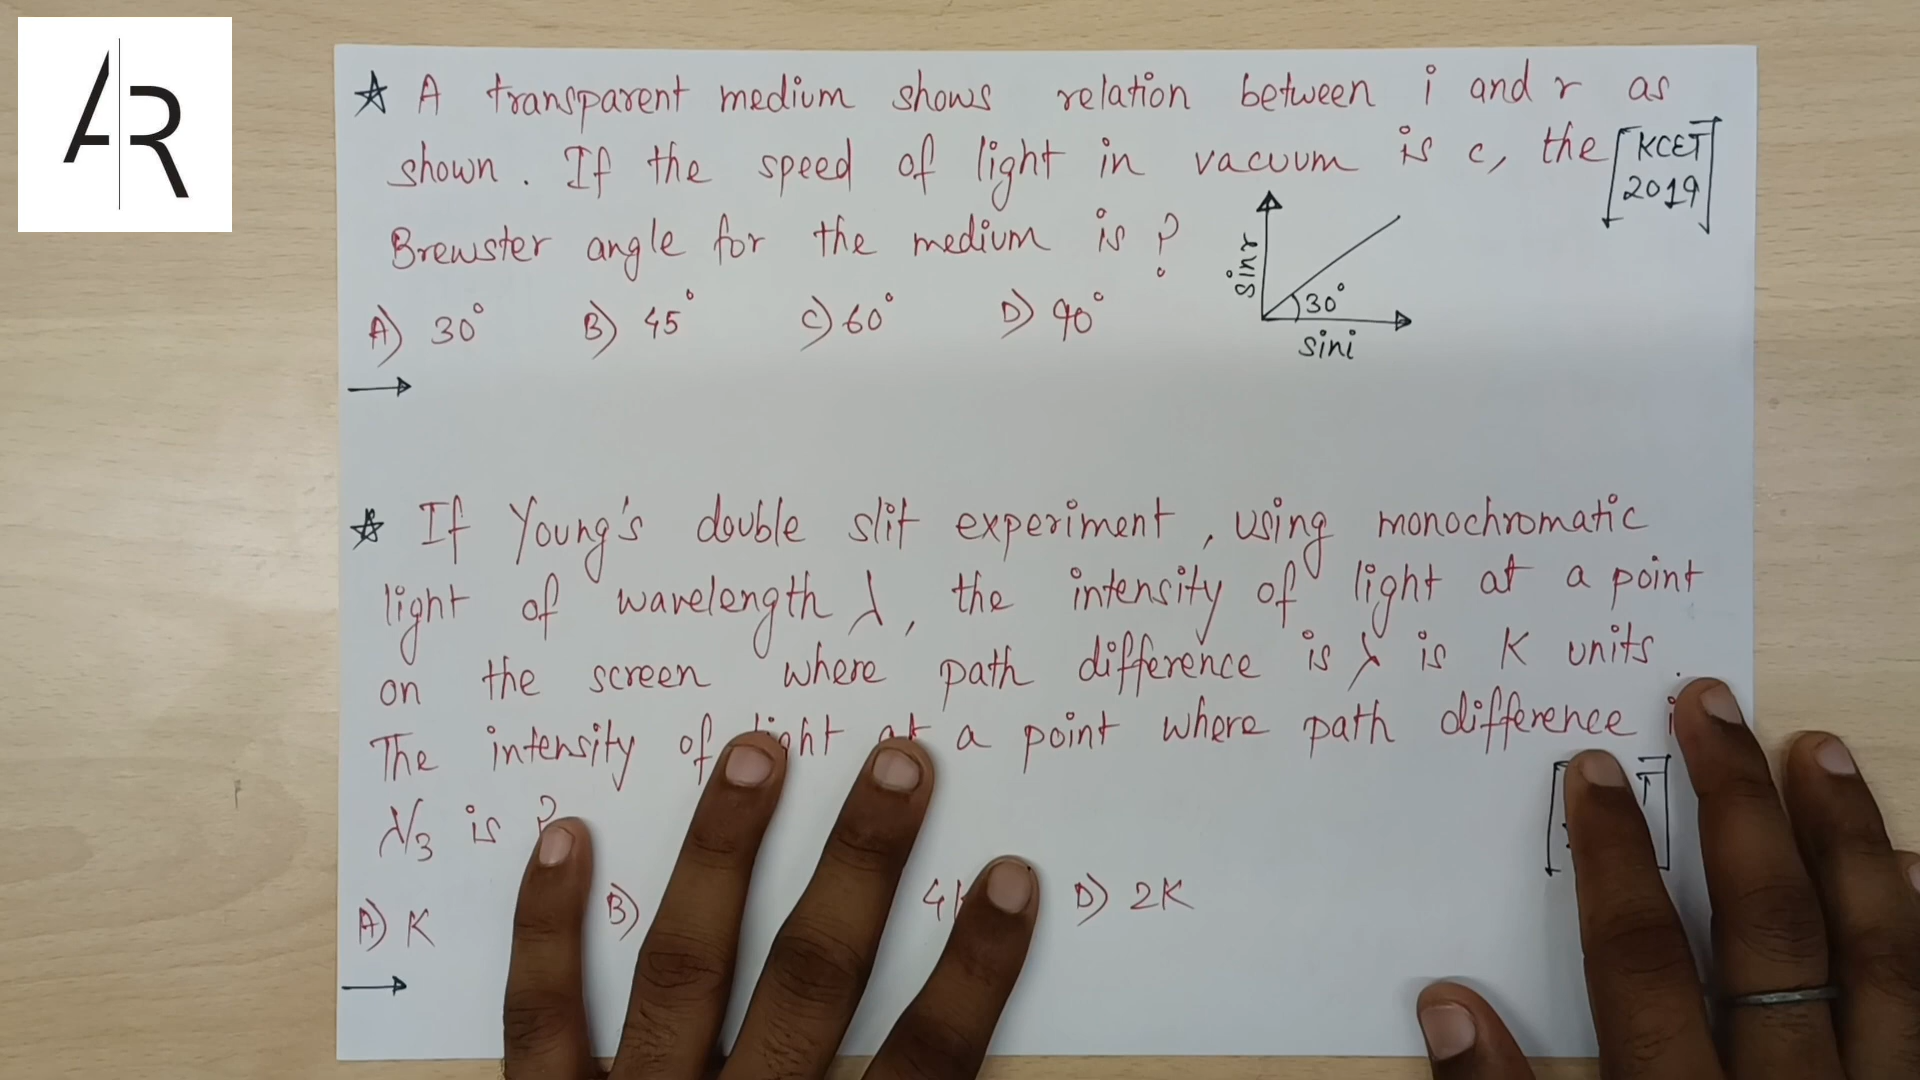 AR
☆ A transparent medium shows relation between i and r as
shown. If the speed of light in vacuum is c, the [KCET
2019]
Brewster angle for the medium is ?
sinr
30°
sini
A) 30° B) 45° C) 60° D) 90°
→
☆ If Young's double slit experiment, using monochromatic
light of wavelength λ, the intensity of light at a point
on the screen where path difference is λ is K units.
The intensity of light at a point where path difference
λ/3 is ?
A) K B) D) 2K
→